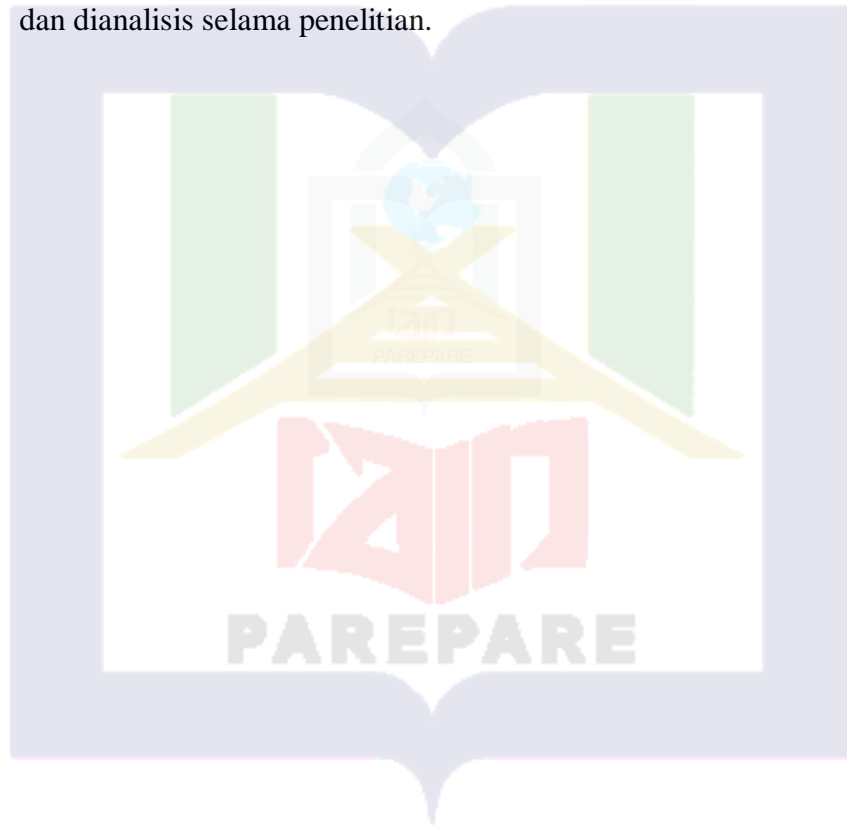 dan dianalisis selama penelitian.
iain
PAREPARE
iain
PAREPARE